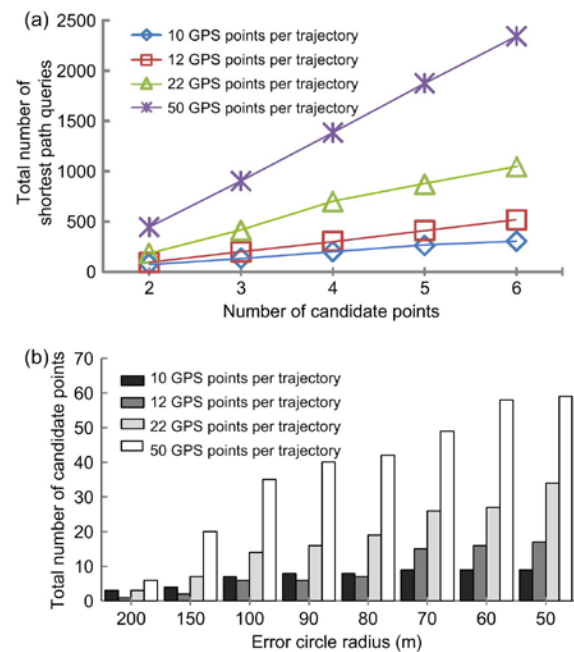 (a)
2500
2000
1500
1000
500
0
Total number of
shortest path queries
10 GPS points per trajectory
12 GPS points per trajectory
22 GPS points per trajectory
50 GPS points per trajectory
2 3 4 5 6
Number of candidate points
(b)
70
60
50
40
30
20
10
0
Total number of candidate points
10 GPS points per trajectory
12 GPS points per trajectory
22 GPS points per trajectory
50 GPS points per trajectory
200 150 100 90 80 70 60 50
Error circle radius (m)